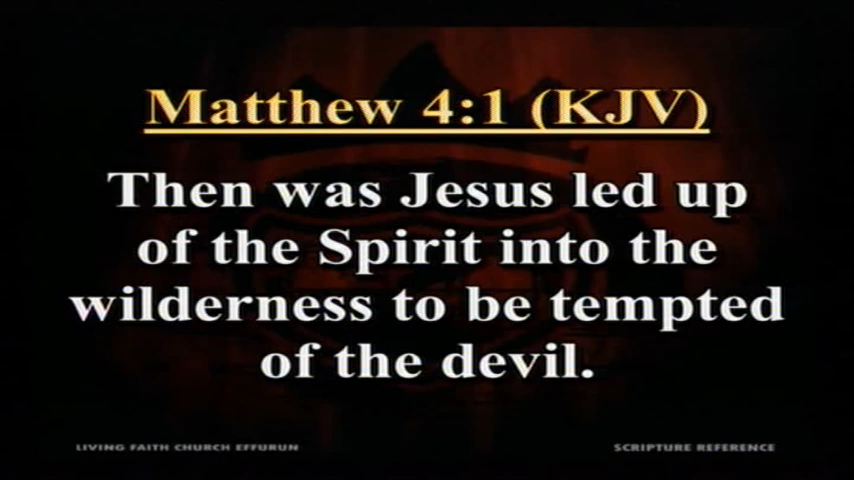 Matthew 4:1 (KJV)
Then was Jesus led up
of the Spirit into the
wilderness to be tempted
of the devil.
LIVING FAITH CHURCH EFFURUN
SCRIPTURE REFERENCE